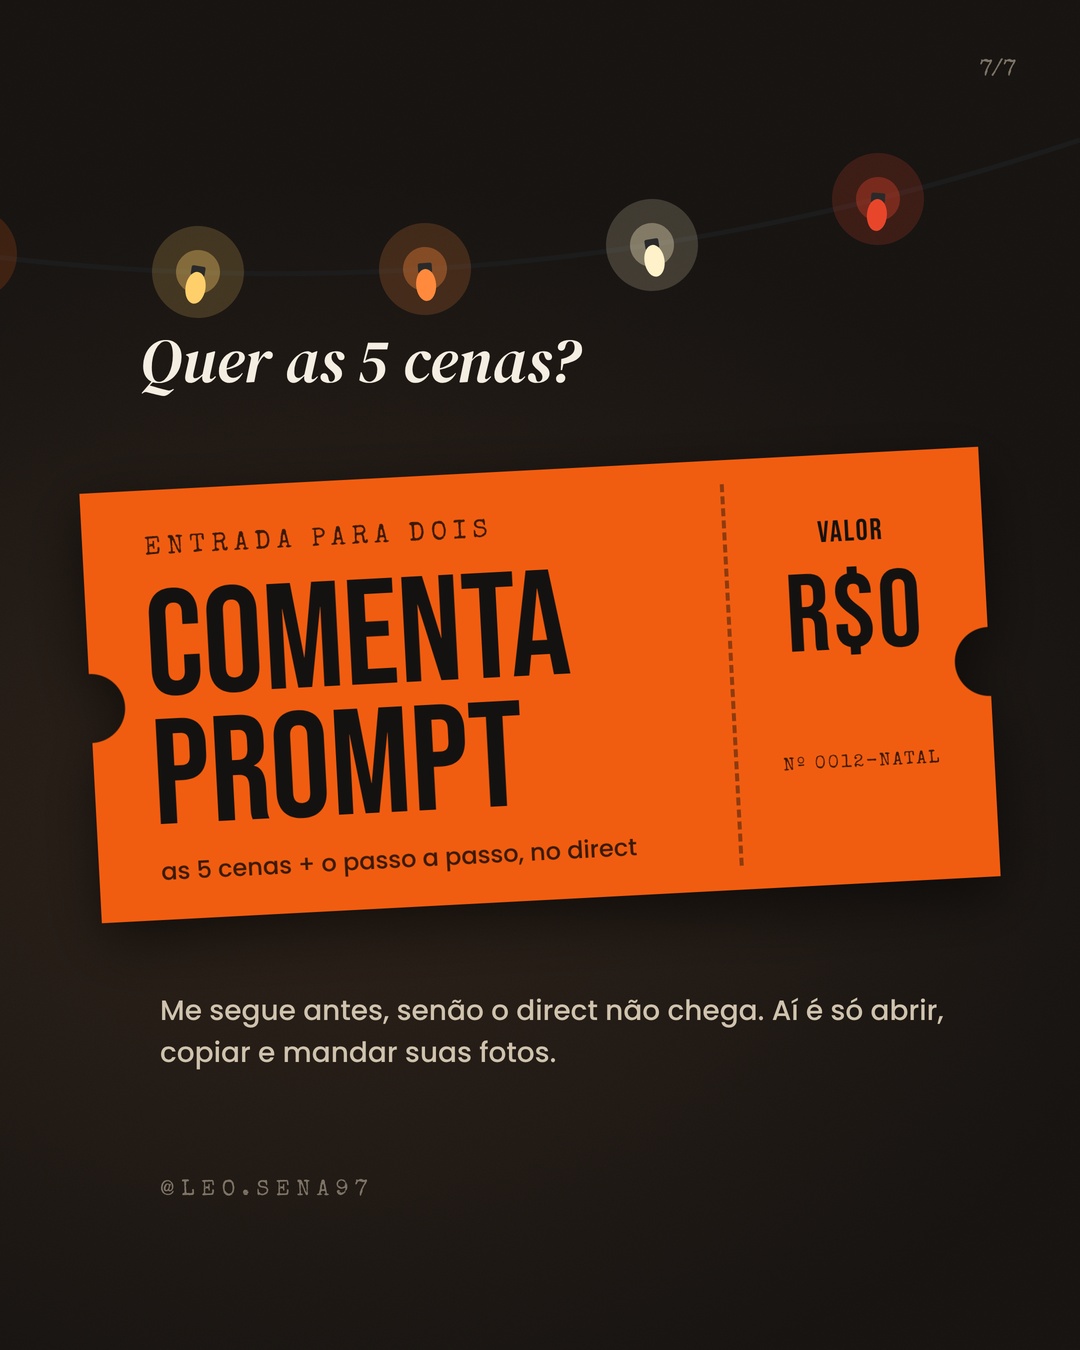 7/7
Quer as 5 cenas?
ENTRADA PARA DOIS
COMENTA
PROMPT
as 5 cenas + o passo a passo, no direct
VALOR
R$0
Nº 0012-NATAL
Me segue antes, senão o direct não chega. Aí é só abrir,
copiar e mandar suas fotos.
@LEO.SENA97